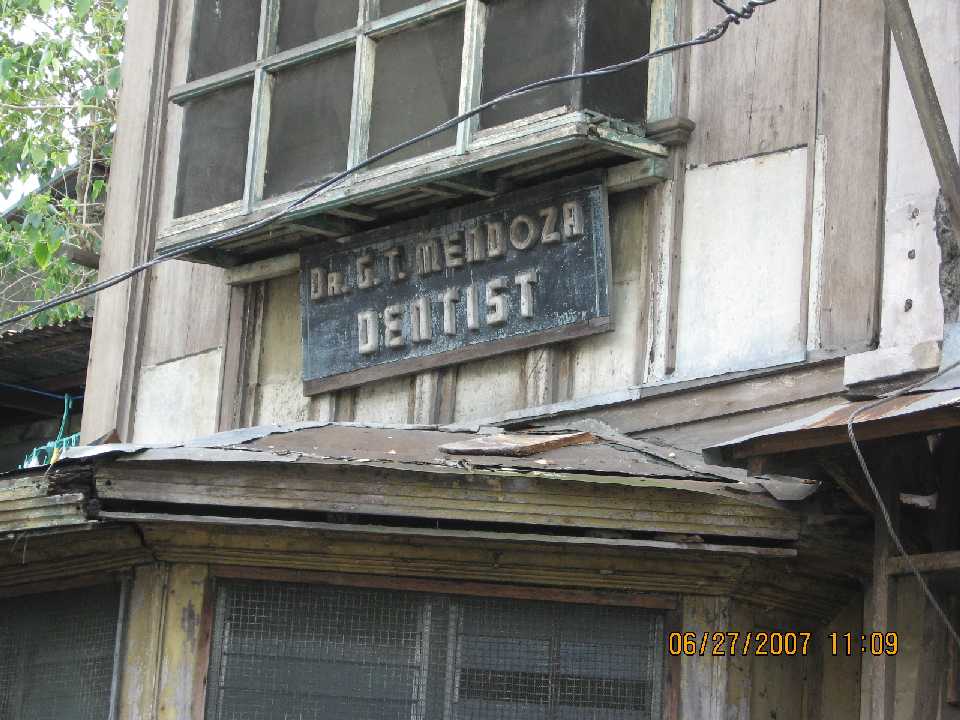 DR. G. T. MENDOZA
DENTIST
06/27/2007 11:09